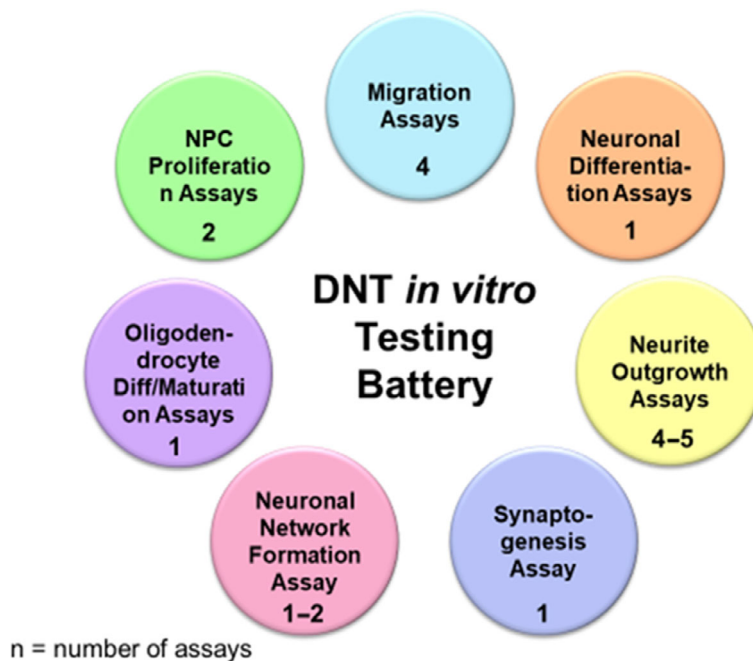 Migration
Assays
4
NPC
Proliferatio
n Assays
2
Neuronal
Differentia-
tion Assays
1
DNT in vitro
Testing
Battery
Oligoden-
drocyte
Diff/Maturati
on Assays
1
Neurite
Outgrowth
Assays
4–5
Neuronal
Network
Formation
Assay
1–2
Synapto-
genesis
Assay
1
n = number of assays